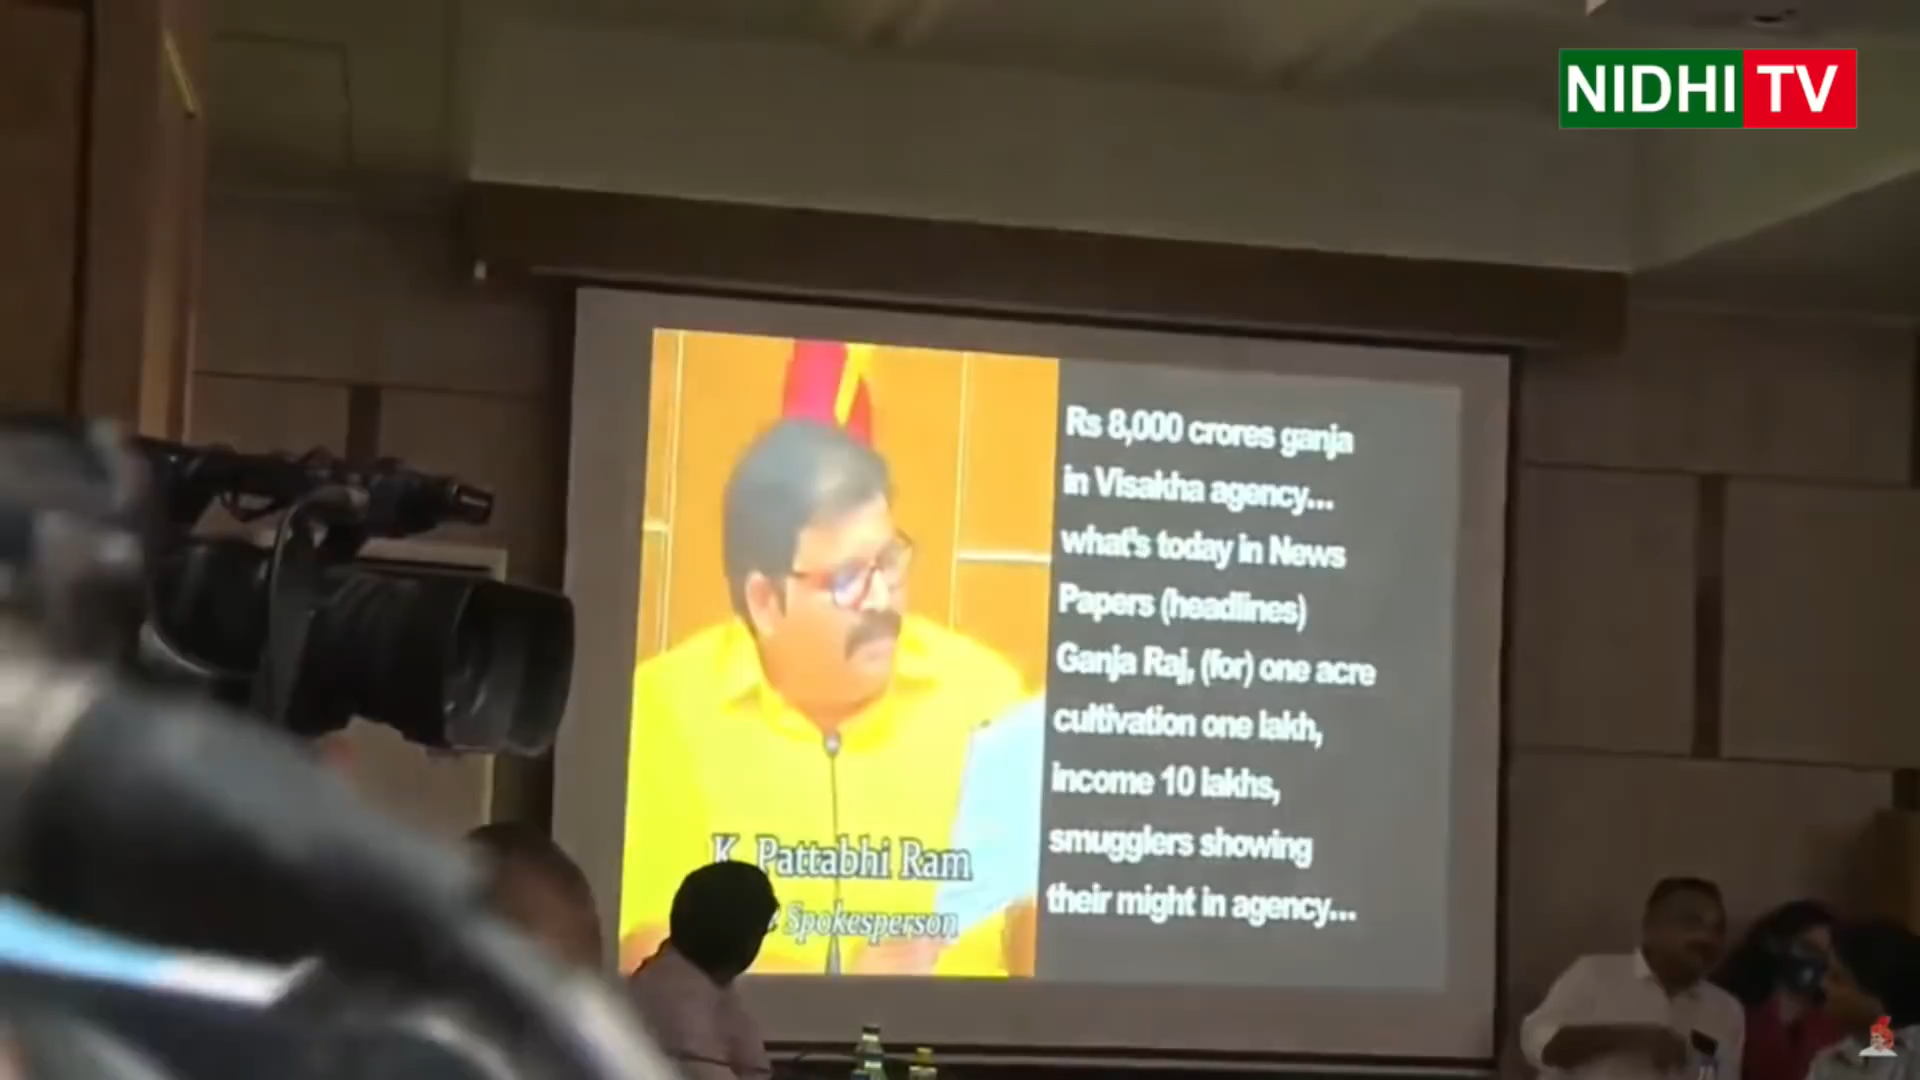 NIDHI TV
Rs 8,000 crores ganja
in Visakha agency...
what's today in News
Papers (headlines)
Ganja Raj, (for) one acre
cultivation one lakh,
income 10 lakhs,
smugglers showing
their might in agency...
K. Pattabhi Ram
Spokesperson